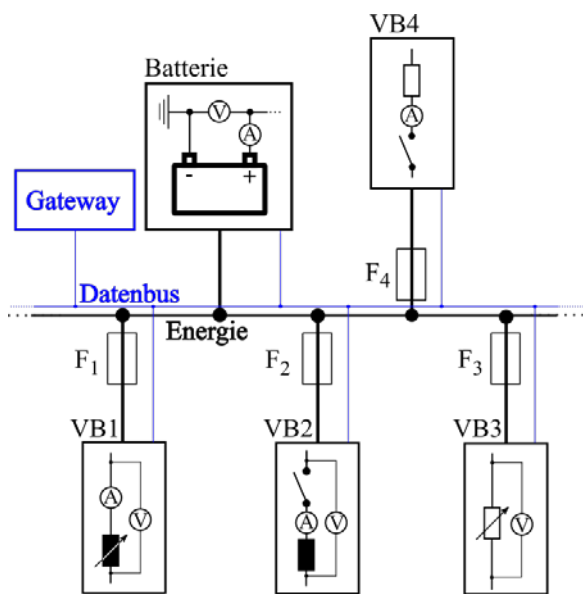 VB4
Batterie
V
A
- +
A
Gateway
F4
Datenbus
Energie
F1
F2
F3
VB1
VB2
VB3
A
V
A
V
V